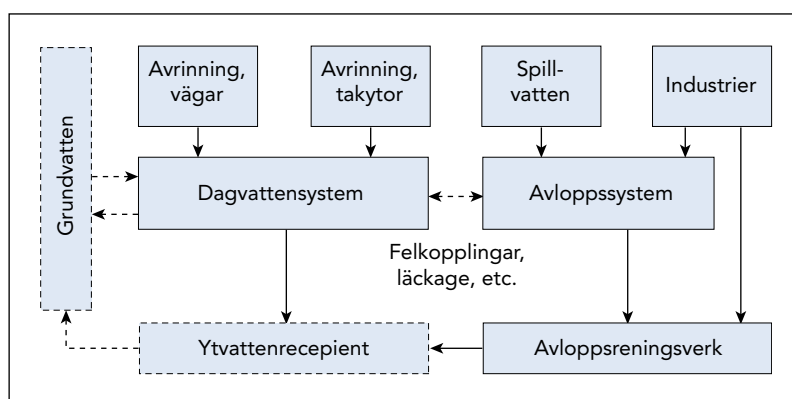 Avrinning,
vägar
Avrinning,
takytor
Spill-
vatten
Industrier
Grundvatten
Dagvattensystem
Avloppssystem
Felkopplingar,
läckage, etc.
Ytvattenrecepient
Avloppsreningsverk